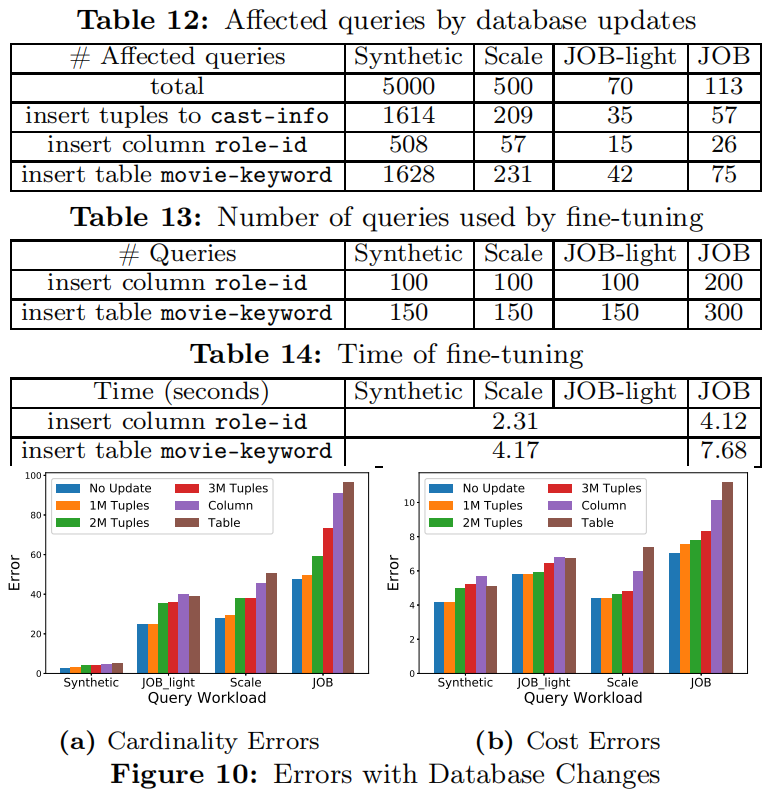 Table 12: Affected queries by database updates
# Affected queries Synthetic Scale JOB-light JOB
total 5000 500 70 113
insert tuples to cast-info 1614 209 35 57
insert column role-id 508 57 15 26
insert table movie-keyword 1628 231 42 75
Table 13: Number of queries used by fine-tuning
# Queries Synthetic Scale JOB-light JOB
insert column role-id 100 100 100 200
insert table movie-keyword 150 150 150 300
Table 14: Time of fine-tuning
Time (seconds) Synthetic Scale JOB-light JOB
insert column role-id 2.31 4.12
insert table movie-keyword 4.17 7.68
No Update 3M Tuples
1M Tuples Column
2M Tuples Table
100
80
60
40
20
0
Error
Synthetic JOB_light Scale JOB
Query Workload
(a) Cardinality Errors
No Update 3M Tuples
1M Tuples Column
2M Tuples Table
10
8
6
4
2
0
Error
Synthetic JOB_light Scale JOB
Query Workload
(b) Cost Errors
Figure 10: Errors with Database Changes